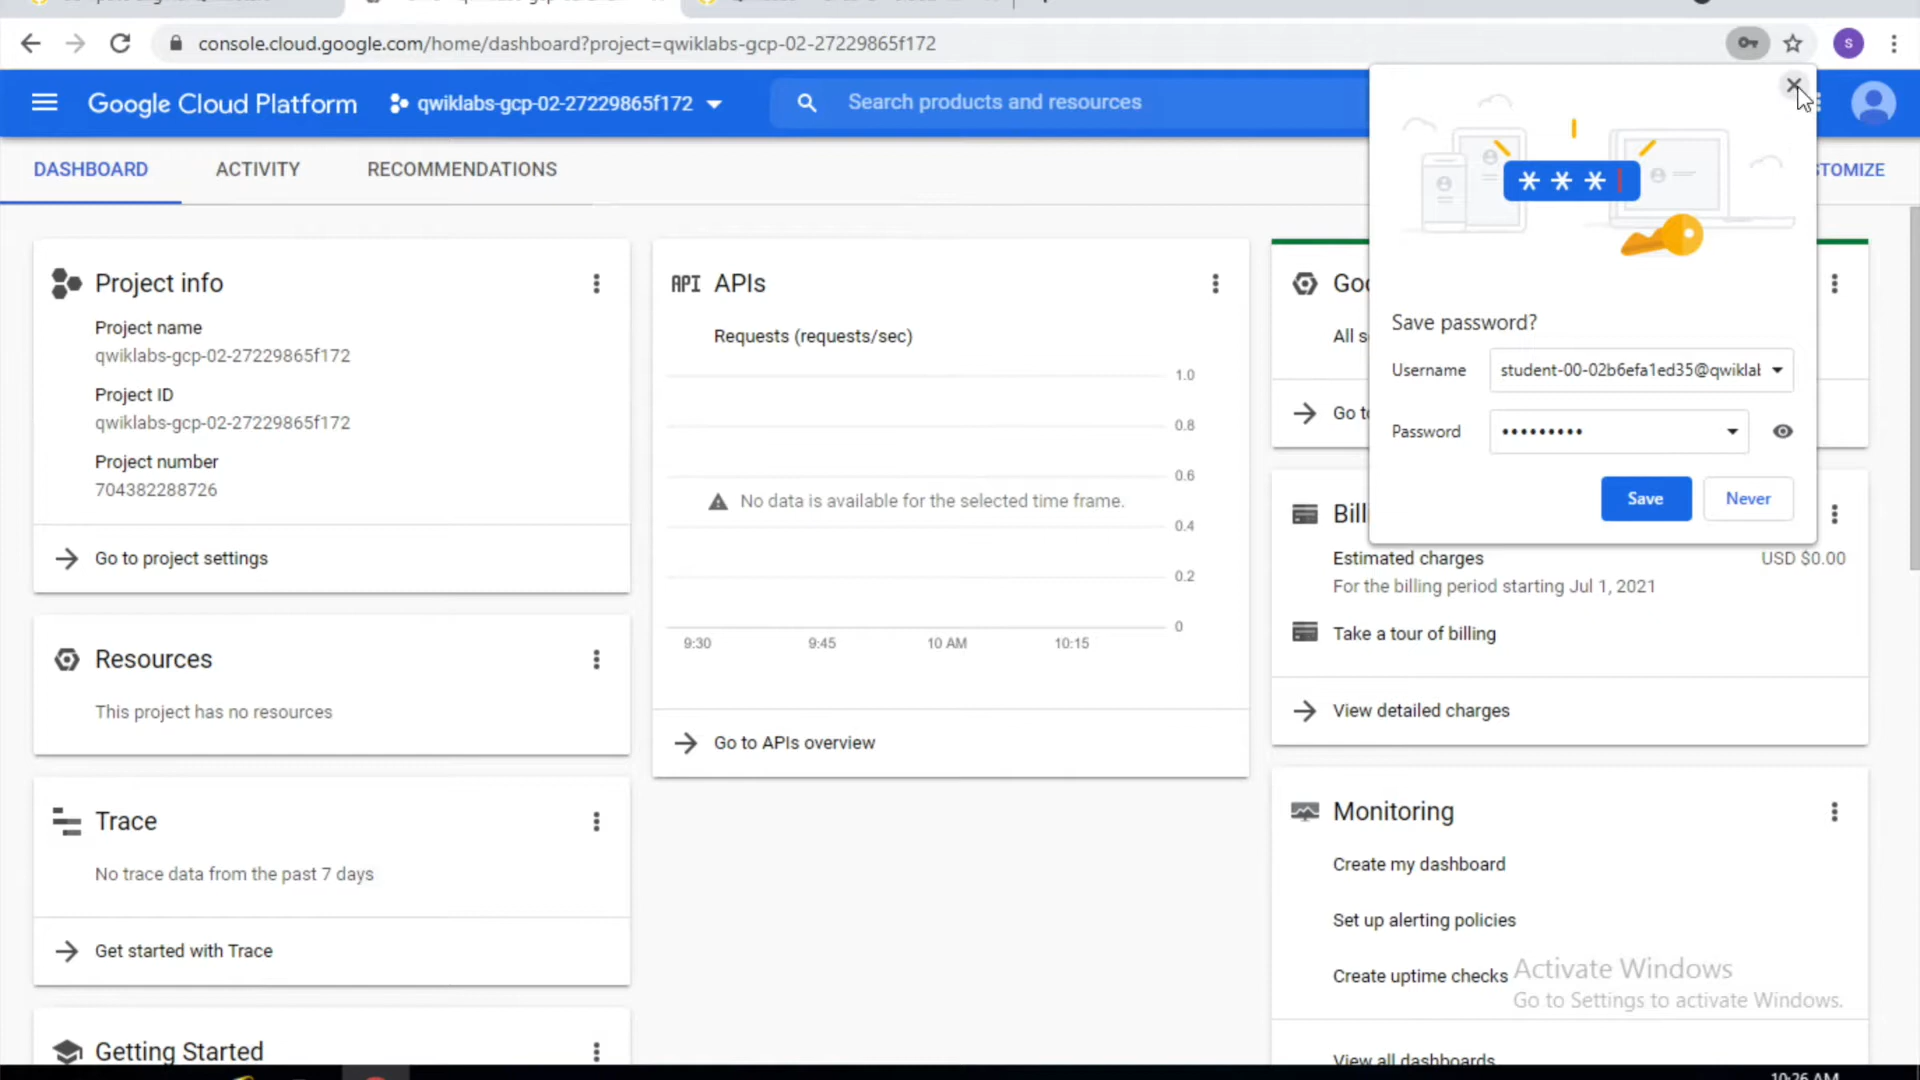 console.cloud.google.com/home/dashboard?project=qwiklabs-gcp-02-27229865f172
S
Google Cloud Platform
qwiklabs-gcp-02-27229865f172
Search products and resources
DASHBOARD
ACTIVITY
RECOMMENDATIONS
TOMIZE
Project info
Project name
qwiklabs-gcp-02-27229865f172
Project ID
qwiklabs-gcp-02-27229865f172
Project number
704382288726
Go to project settings
Resources
This project has no resources
Trace
No trace data from the past 7 days
Get started with Trace
Getting Started
API APIs
Requests (requests/sec)
1.0
0.8
0.6
No data is available for the selected time frame.
0.4
0.2
0
9:30 9:45 10 AM 10:15
Go to APIs overview
* * *
Save password?
Username
student-00-02b6efa1ed35@qwiklab
Password
•••••••••
Save
Never
Goo
All s
Go to
Bill
Estimated charges
USD $0.00
For the billing period starting Jul 1, 2021
Take a tour of billing
View detailed charges
Monitoring
Create my dashboard
Set up alerting policies
Create uptime checks
View all dashboards
Activate Windows
Go to Settings to activate Windows.
10:26 AM